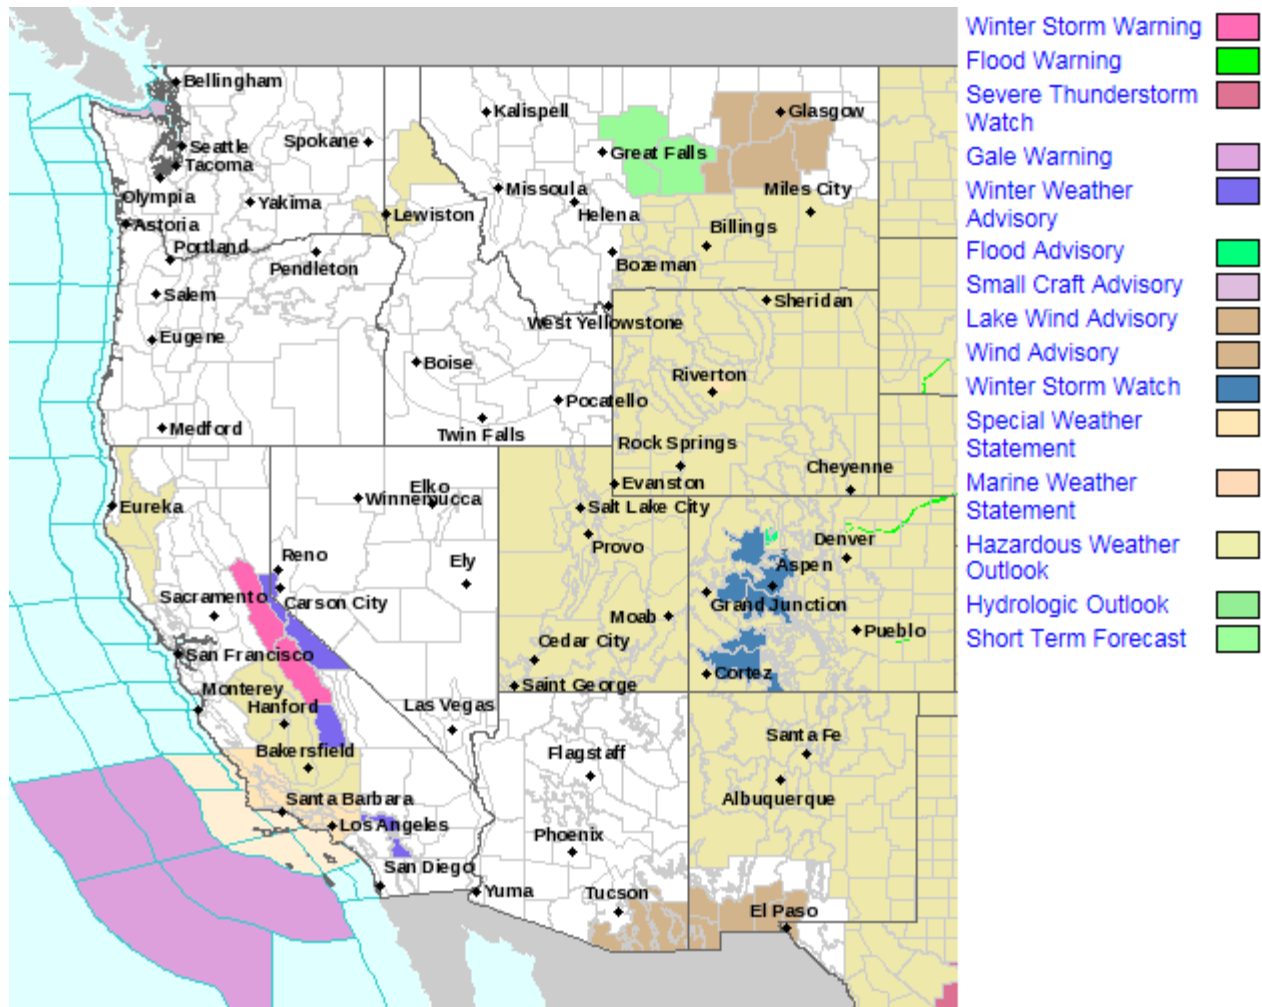 Winter Storm Warning
Flood Warning
Severe Thunderstorm
Watch
Gale Warning
Winter Weather
Advisory
Flood Advisory
Small Craft Advisory
Lake Wind Advisory
Wind Advisory
Winter Storm Watch
Special Weather
Statement
Marine Weather
Statement
Hazardous Weather
Outlook
Hydrologic Outlook
Short Term Forecast
Bellingham
Kalispell
Glasgow
Spokane
Seattle
Great Falls
Tacoma
Missoula
Miles City
Olympia
Yakima
Lewiston
Helena
Astoria
Billings
Portland
Pendleton
Bozeman
Salem
Sheridan
West Yellowstone
Eugene
Boise
Riverton
Pocatello
Medford
Twin Falls
Rock Springs
Cheyenne
Elko
Evanston
Winnemucca
Eureka
Salt Lake City
Denver
Provo
Reno
Ely
Aspen
Sacramento
Carson City
Grand Junction
Moab
Pueblo
Cedar City
San Francisco
Cortez
Monterey
Saint George
Hanford
Las Vegas
Santa Fe
Bakersfield
Flagstaff
Santa Barbara
Albuquerque
Los Angeles
Phoenix
San Diego
Yuma
Tucson
El Paso